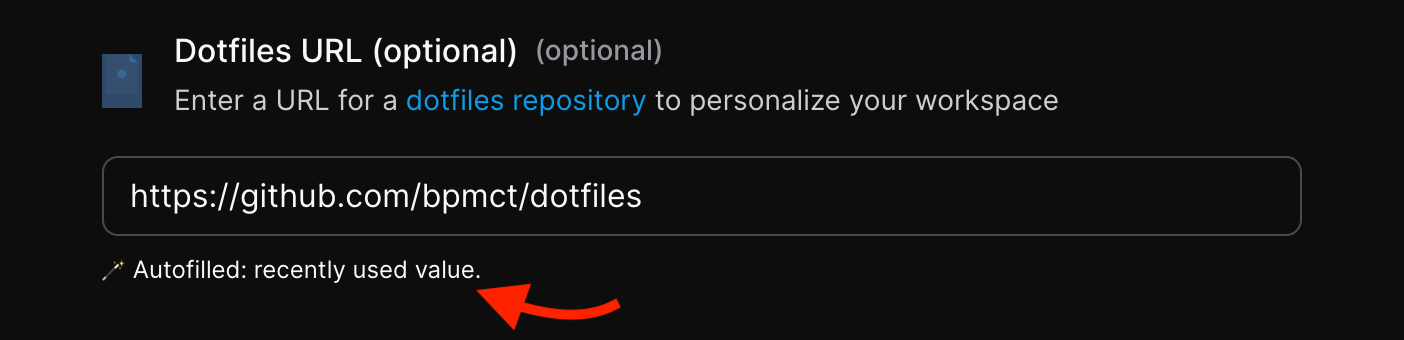 Dotfiles URL (optional) (optional)
Enter a URL for a dotfiles repository to personalize your workspace
https://github.com/bpmct/dotfiles
🪄 Autofilled: recently used value.